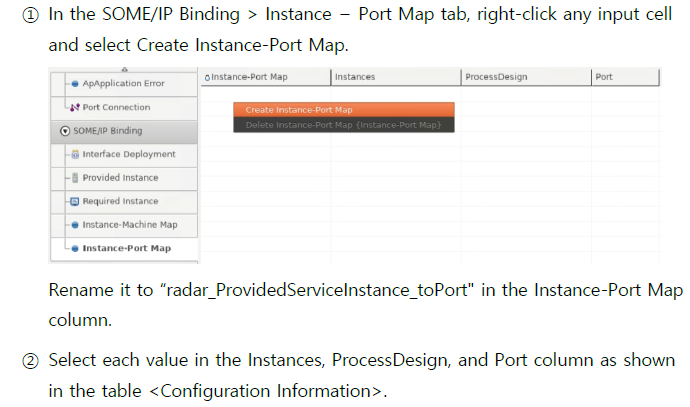 ① In the SOME/IP Binding > Instance – Port Map tab, right-click any input cell
and select Create Instance-Port Map.
Instance-Port Map Instances ProcessDesign Port
ApApplication Error
Port Connection
Create Instance-Port Map
Delete Instance-Port Map {Instance-Port Map}
SOME/IP Binding
Interface Deployment
Provided Instance
Required Instance
Instance-Machine Map
Instance-Port Map
Rename it to “radar_ProvidedServiceInstance_toPort" in the Instance-Port Map
column.
② Select each value in the Instances, ProcessDesign, and Port column as shown
in the table <Configuration Information>.